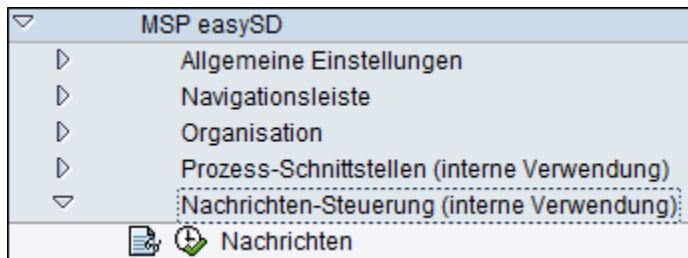 MSP easySD
Allgemeine Einstellungen
Navigationsleiste
Organisation
Prozess-Schnittstellen (interne Verwendung)
Nachrichten-Steuerung (interne Verwendung)
Nachrichten